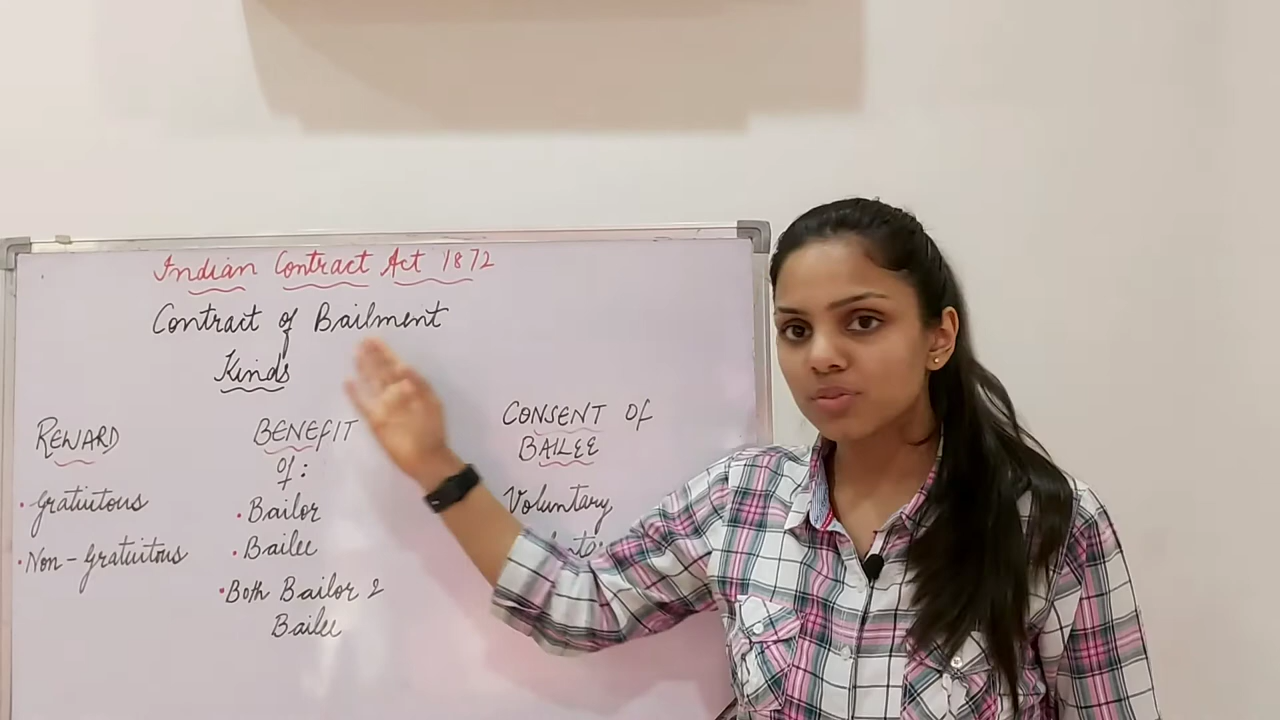 Indian Contract Act 1872
Contract of Bailment
Kinds
REWARD
• Gratuitous
• Non-Gratuitous
BENEFIT
Of:
• Bailor
• Bailee
• Both Bailor &
Bailee
CONSENT OF
BAILEE
Voluntary